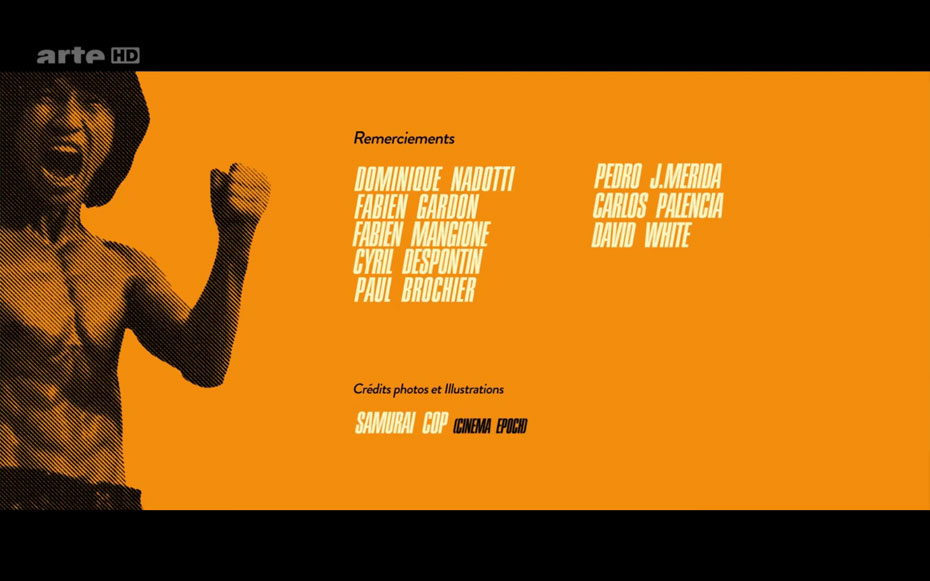 arte HD
Remerciements
DOMINIQUE NADOTTI
FABIEN GARDON
FABIEN MANGIONE
CYRIL DESPONTIN
PAUL BROCHIER
PEDRO J.MERIDA
CARLOS PALENCIA
DAVID WHITE
Crédits photos et Illustrations
SAMURAI COP (CINEMA EPOCH)